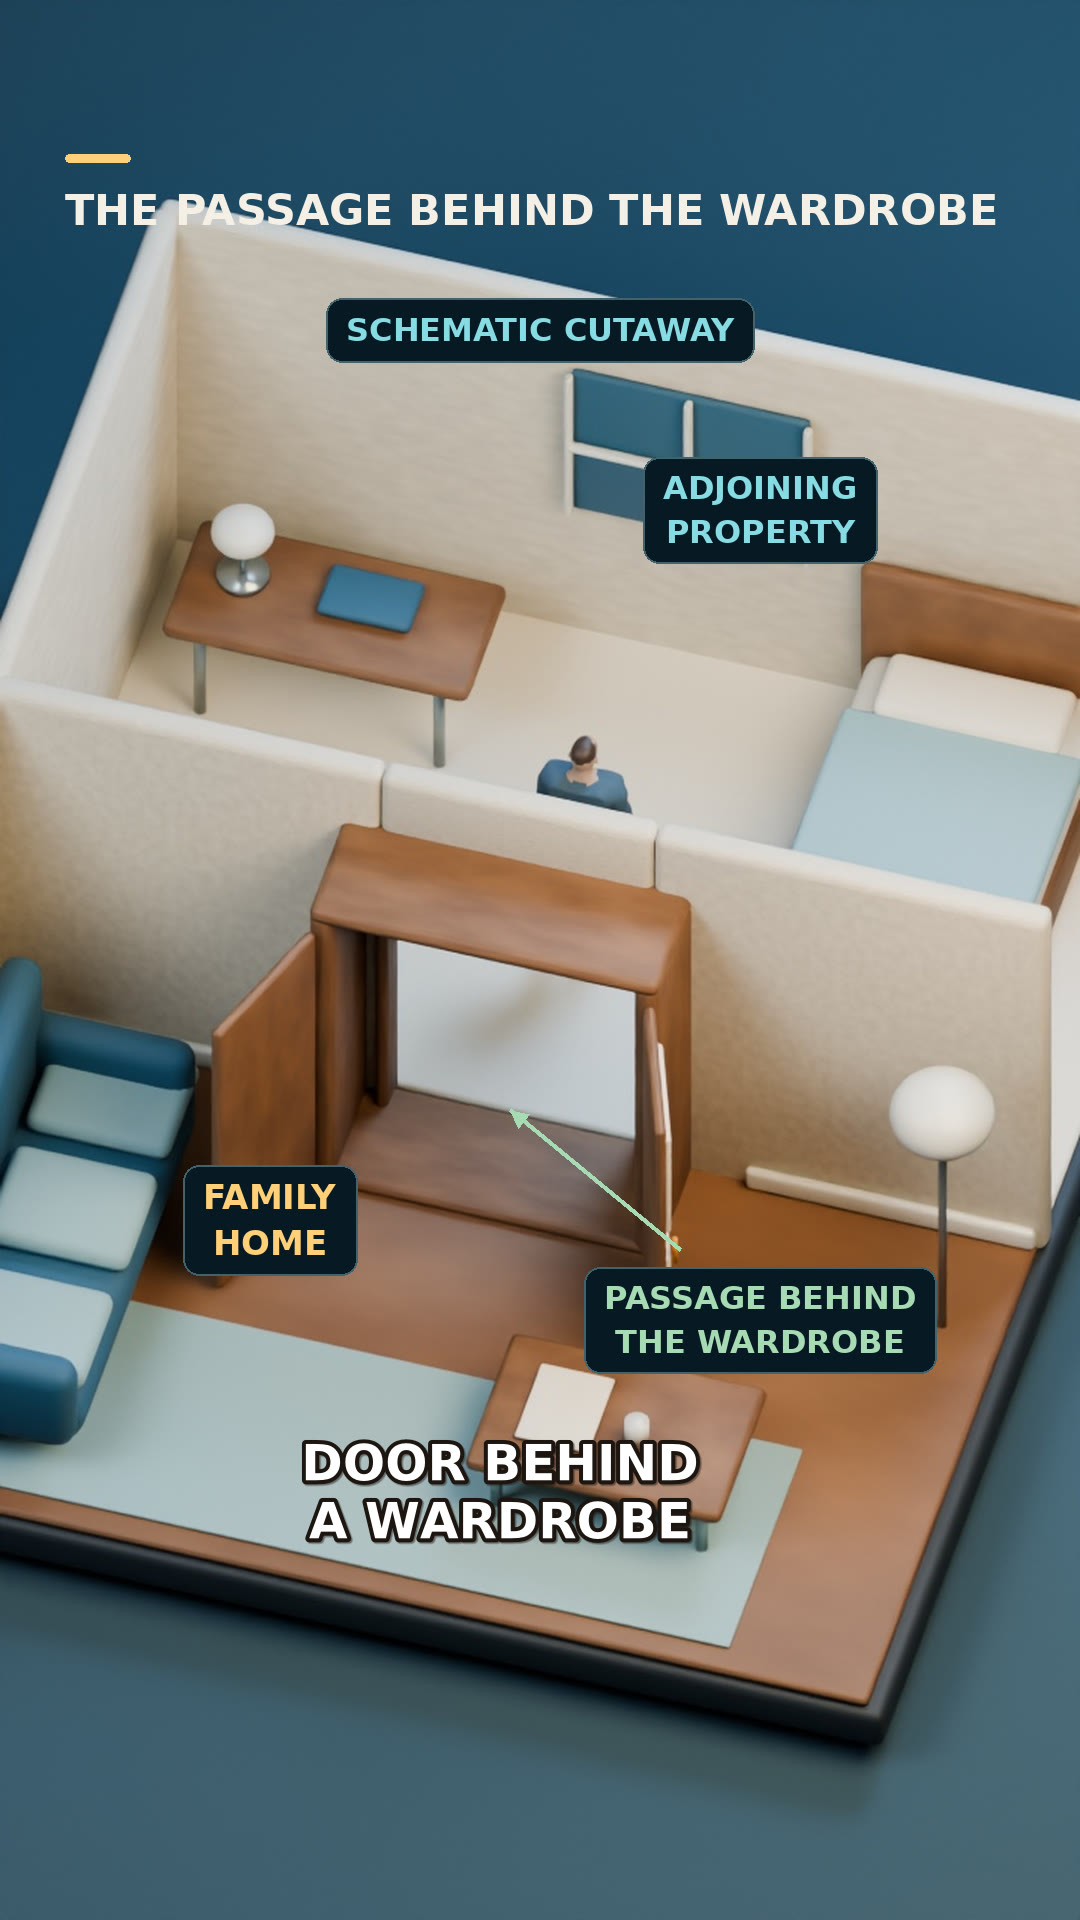 THE PASSAGE BEHIND THE WARDROBE
SCHEMATIC CUTAWAY
ADJOINING
PROPERTY
FAMILY
HOME
PASSAGE BEHIND
THE WARDROBE
DOOR BEHIND
A WARDROBE